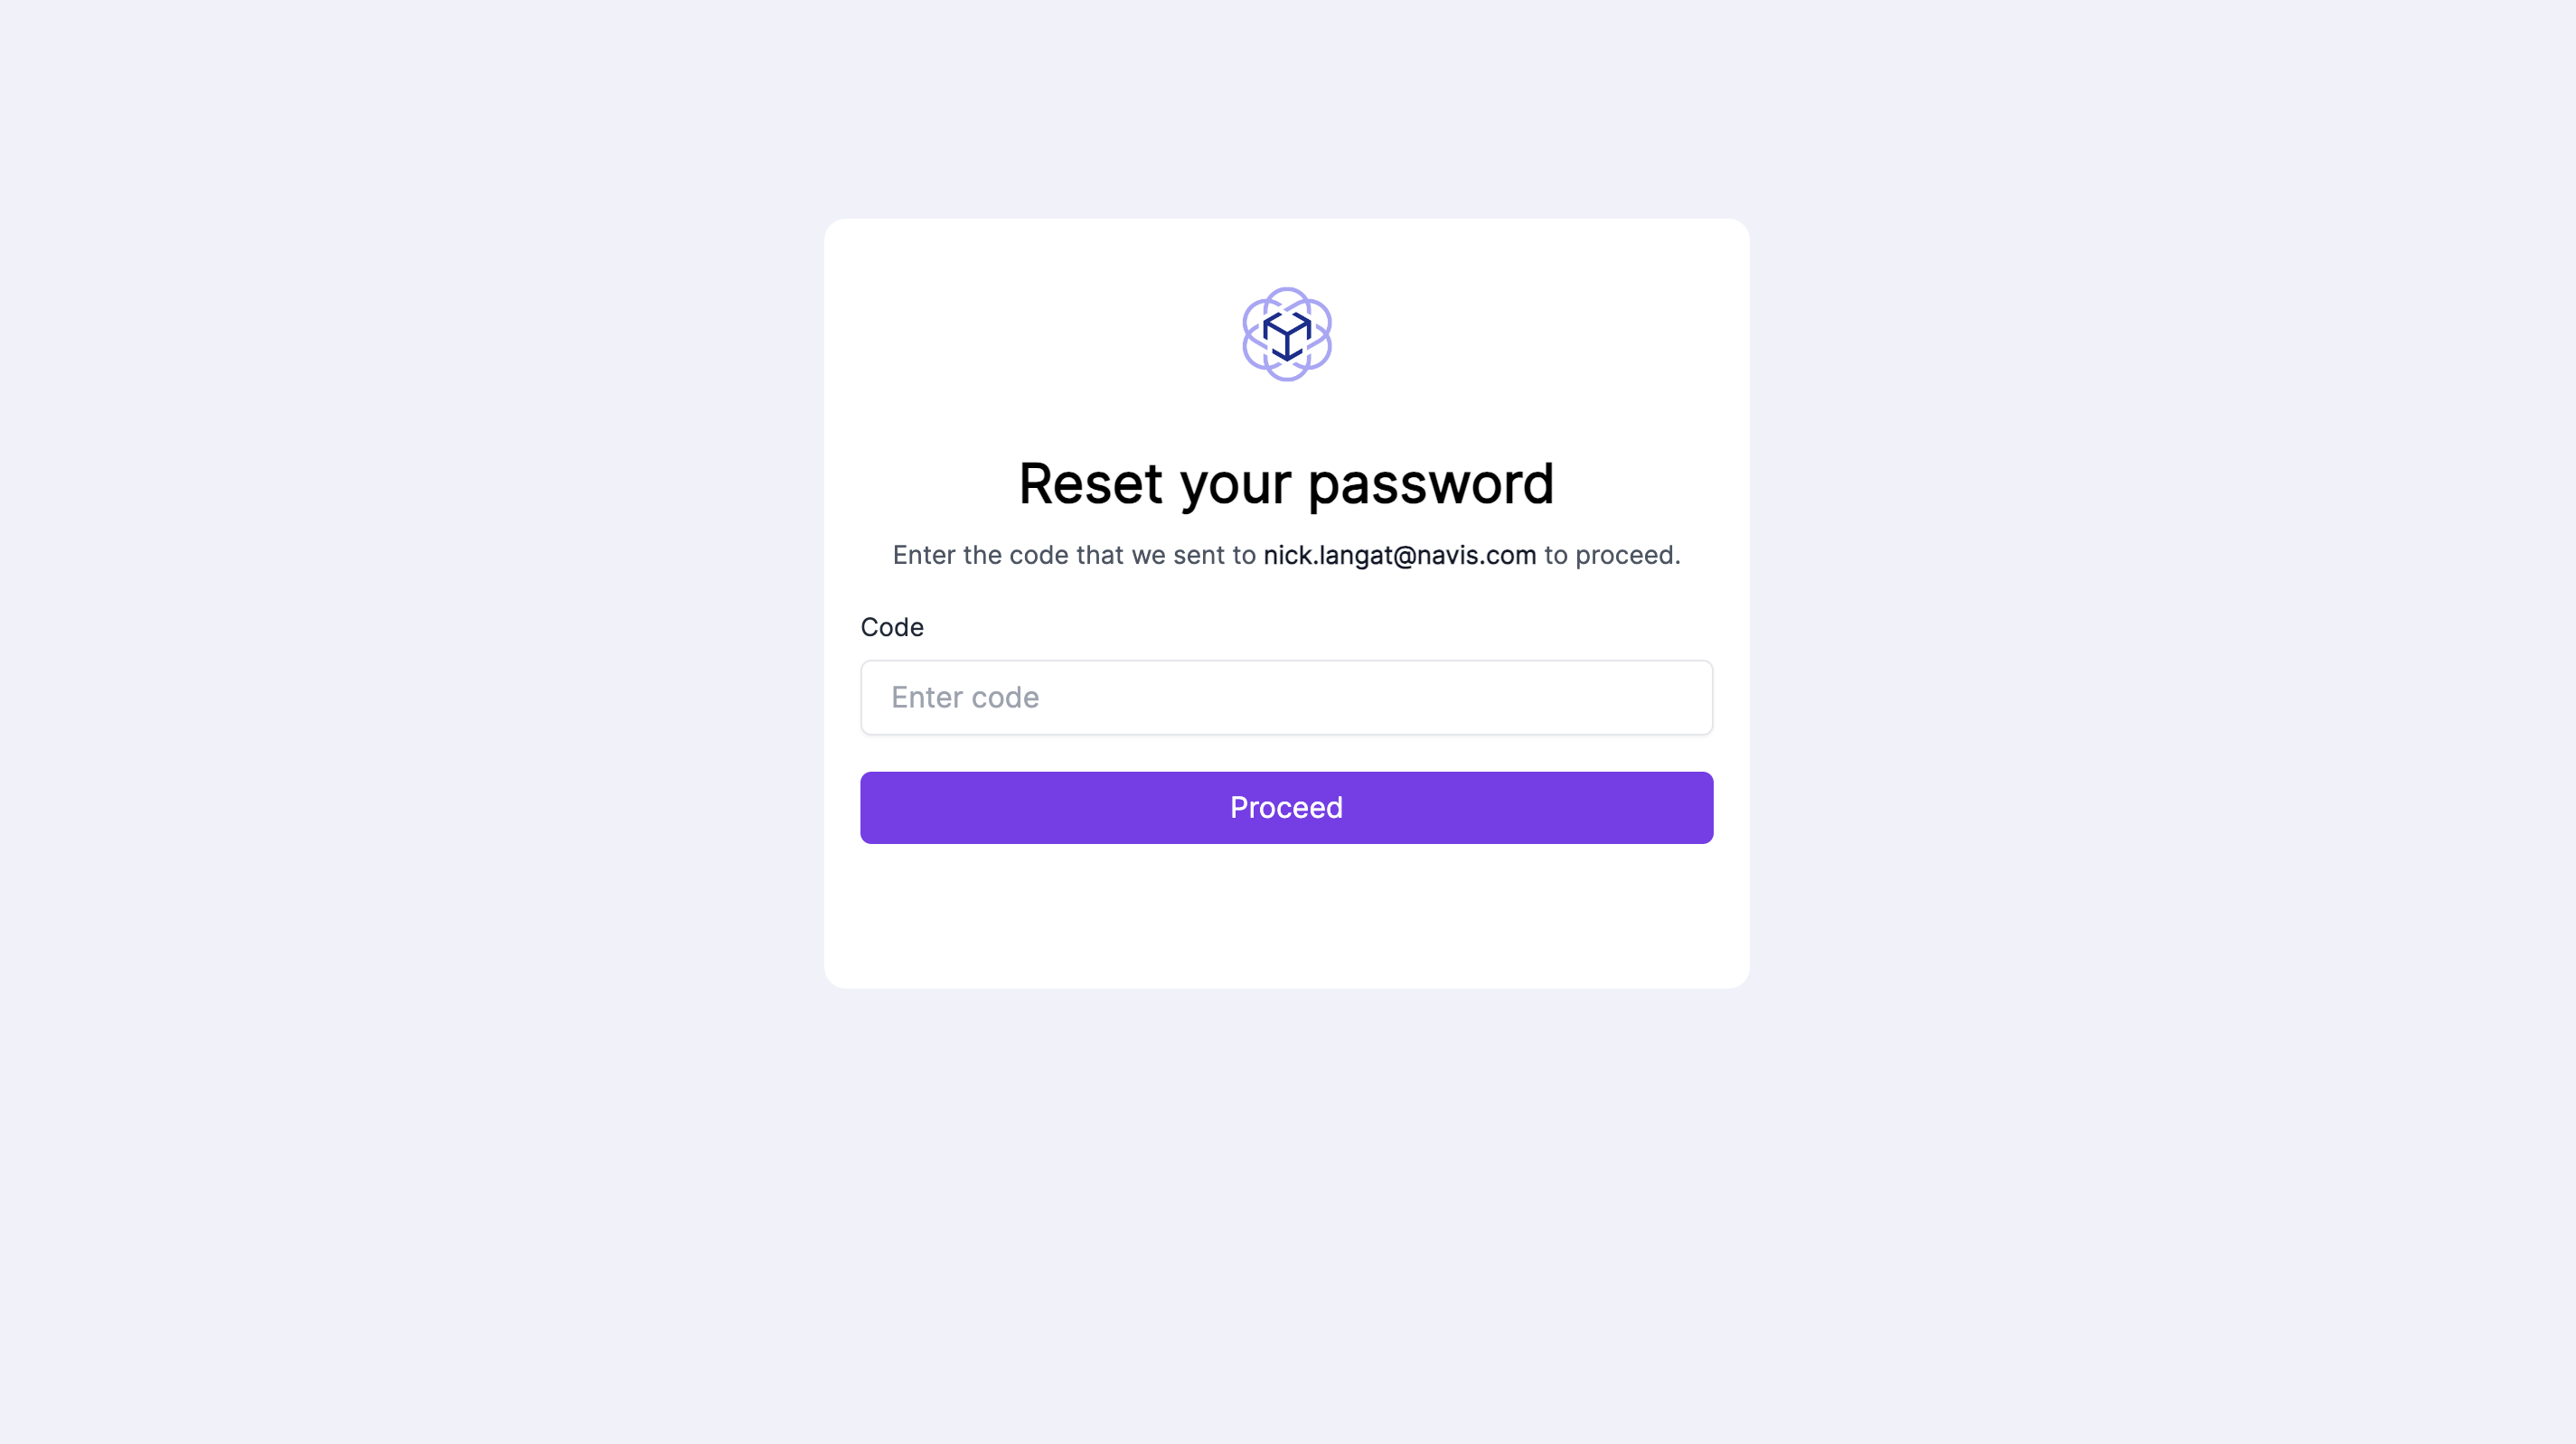 Reset your password
Enter the code that we sent to nick.langat@navis.com to proceed.
Code
Enter code
Proceed